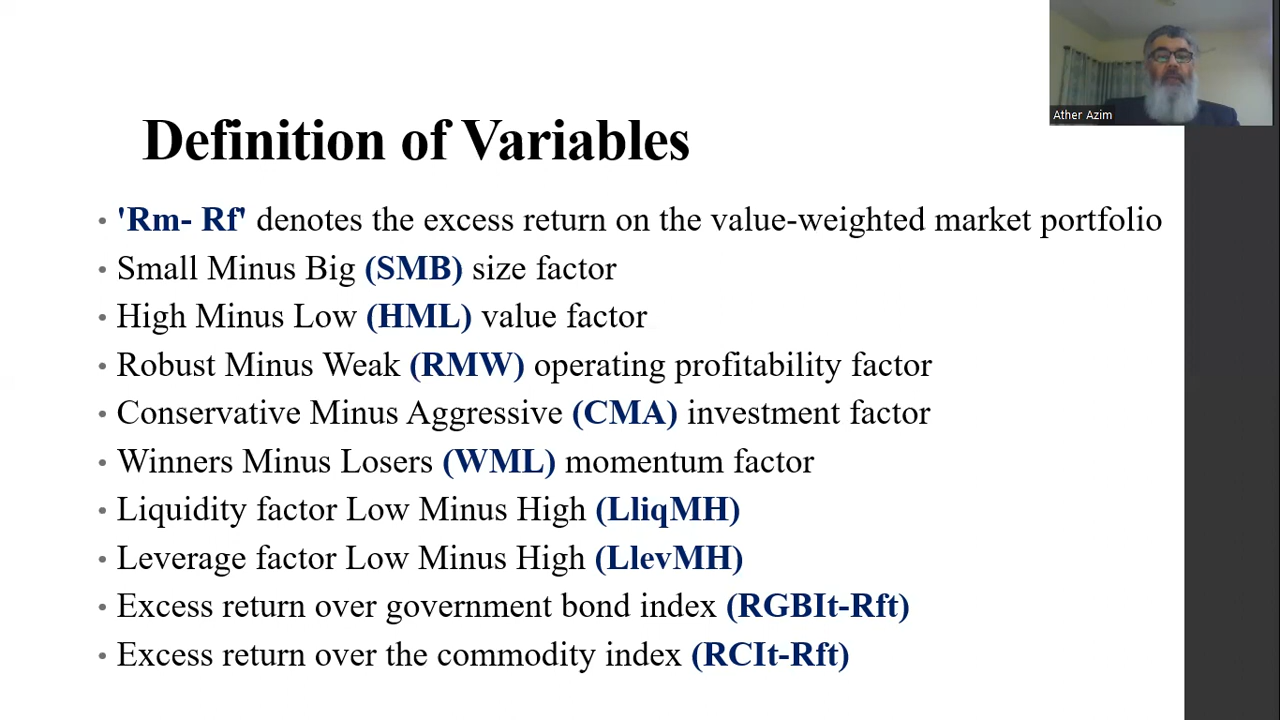 Ather Azim
Definition of Variables
• 'Rm- Rf' denotes the excess return on the value-weighted market portfolio
• Small Minus Big (SMB) size factor
• High Minus Low (HML) value factor
• Robust Minus Weak (RMW) operating profitability factor
• Conservative Minus Aggressive (CMA) investment factor
• Winners Minus Losers (WML) momentum factor
• Liquidity factor Low Minus High (LliqMH)
• Leverage factor Low Minus High (LlevMH)
• Excess return over government bond index (RGBIt-Rft)
• Excess return over the commodity index (RCIt-Rft)